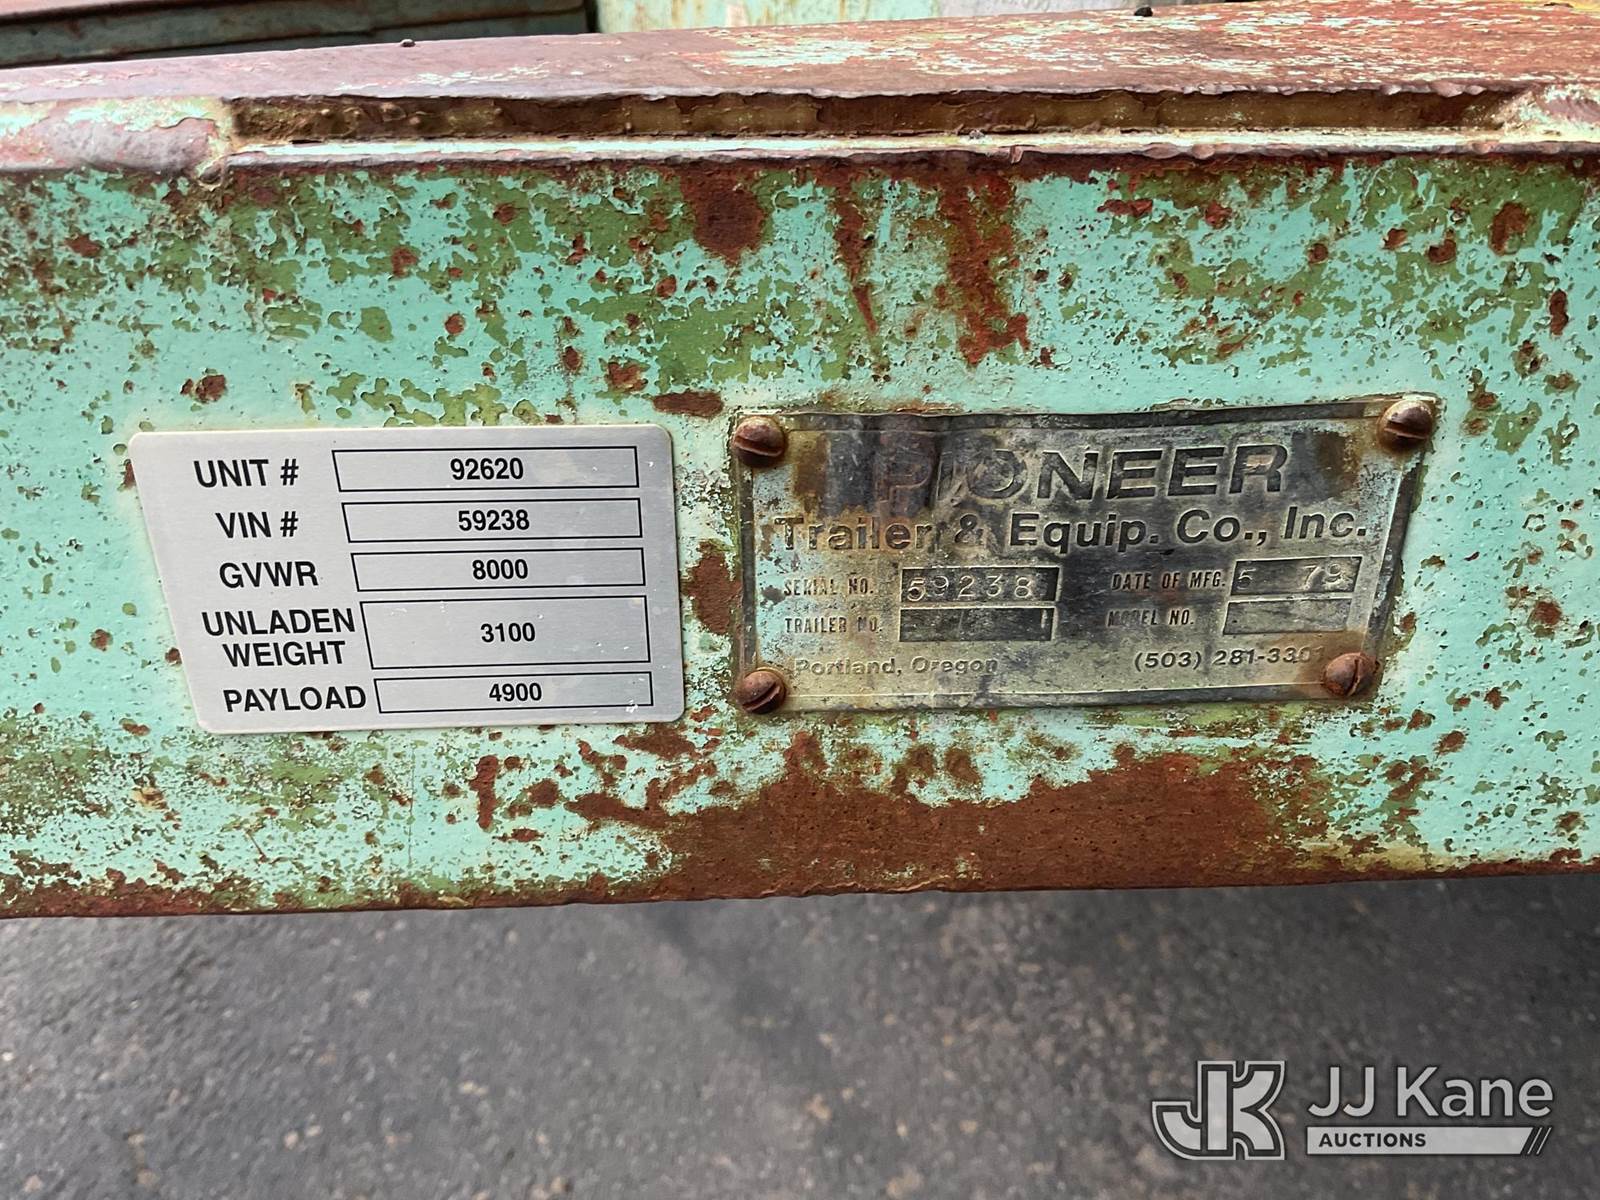 UNIT # 92620
VIN # 59238
GVWR 8000
UNLADEN WEIGHT 3100
PAYLOAD 4900
PIONEER
Trailer & Equip. Co., Inc.
SERIAL NO. 59238 DATE OF MFG. 5 79
TRAILER NO. MODEL NO.
Portland, Oregon (503) 281-3301
JK JJ Kane
AUCTIONS